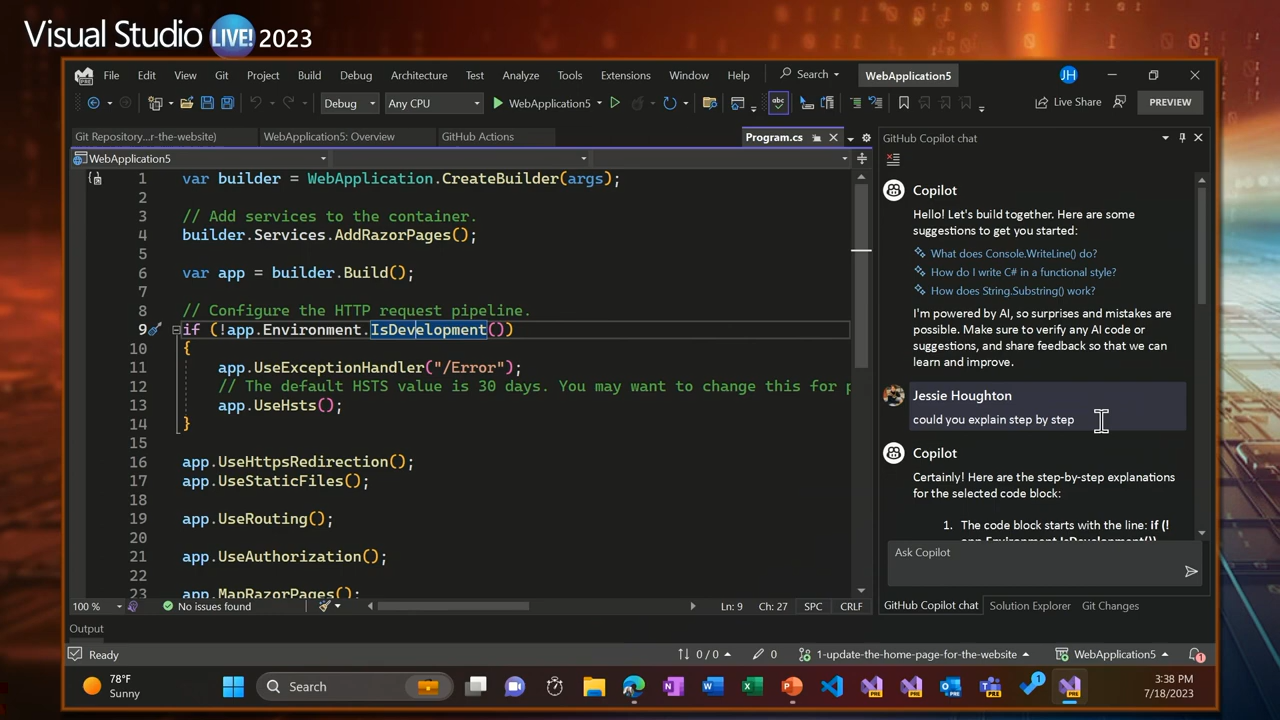 Visual Studio LIVE! 2023
File Edit View Git Project Build Debug Architecture Test Analyze Tools Extensions Window Help Search WebApplication5 JH
Debug Any CPU WebApplication5 abc Live Share PREVIEW
Git Repository...r-the-website) WebApplication5: Overview GitHub Actions Program.cs
WebApplication5
1 var builder = WebApplication.CreateBuilder(args);
2
3 // Add services to the container.
4 builder.Services.AddRazorPages();
5
6 var app = builder.Build();
7
8 // Configure the HTTP request pipeline.
9 if (!app.Environment.IsDevelopment())
10 {
11 app.UseExceptionHandler("/Error");
12 // The default HSTS value is 30 days. You may want to change this for p
13 app.UseHsts();
14 }
15
16 app.UseHttpsRedirection();
17 app.UseStaticFiles();
18
19 app.UseRouting();
20
21 app.UseAuthorization();
22
23 app.MapRazorPages();
100 % No issues found Ln: 9 Ch: 27 SPC CRLF
GitHub Copilot chat
Copilot
Hello! Let's build together. Here are some
suggestions to get you started:
What does Console.WriteLine() do?
How do I write C# in a functional style?
How does String.Substring() work?
I'm powered by AI, so surprises and mistakes are
possible. Make sure to verify any AI code or
suggestions, and share feedback so that we can
learn and improve.
Jessie Houghton
could you explain step by step
Copilot
Certainly! Here are the step-by-step explanations
for the selected code block:
1. The code block starts with the line: if (!
app.Environment.IsDevelopment())
Ask Copilot
GitHub Copilot chat Solution Explorer Git Changes
Output
Ready 0 / 0 0 1-update-the-home-page-for-the-website WebApplication5 1
78°F
Sunny
Search
3:38 PM
7/18/2023